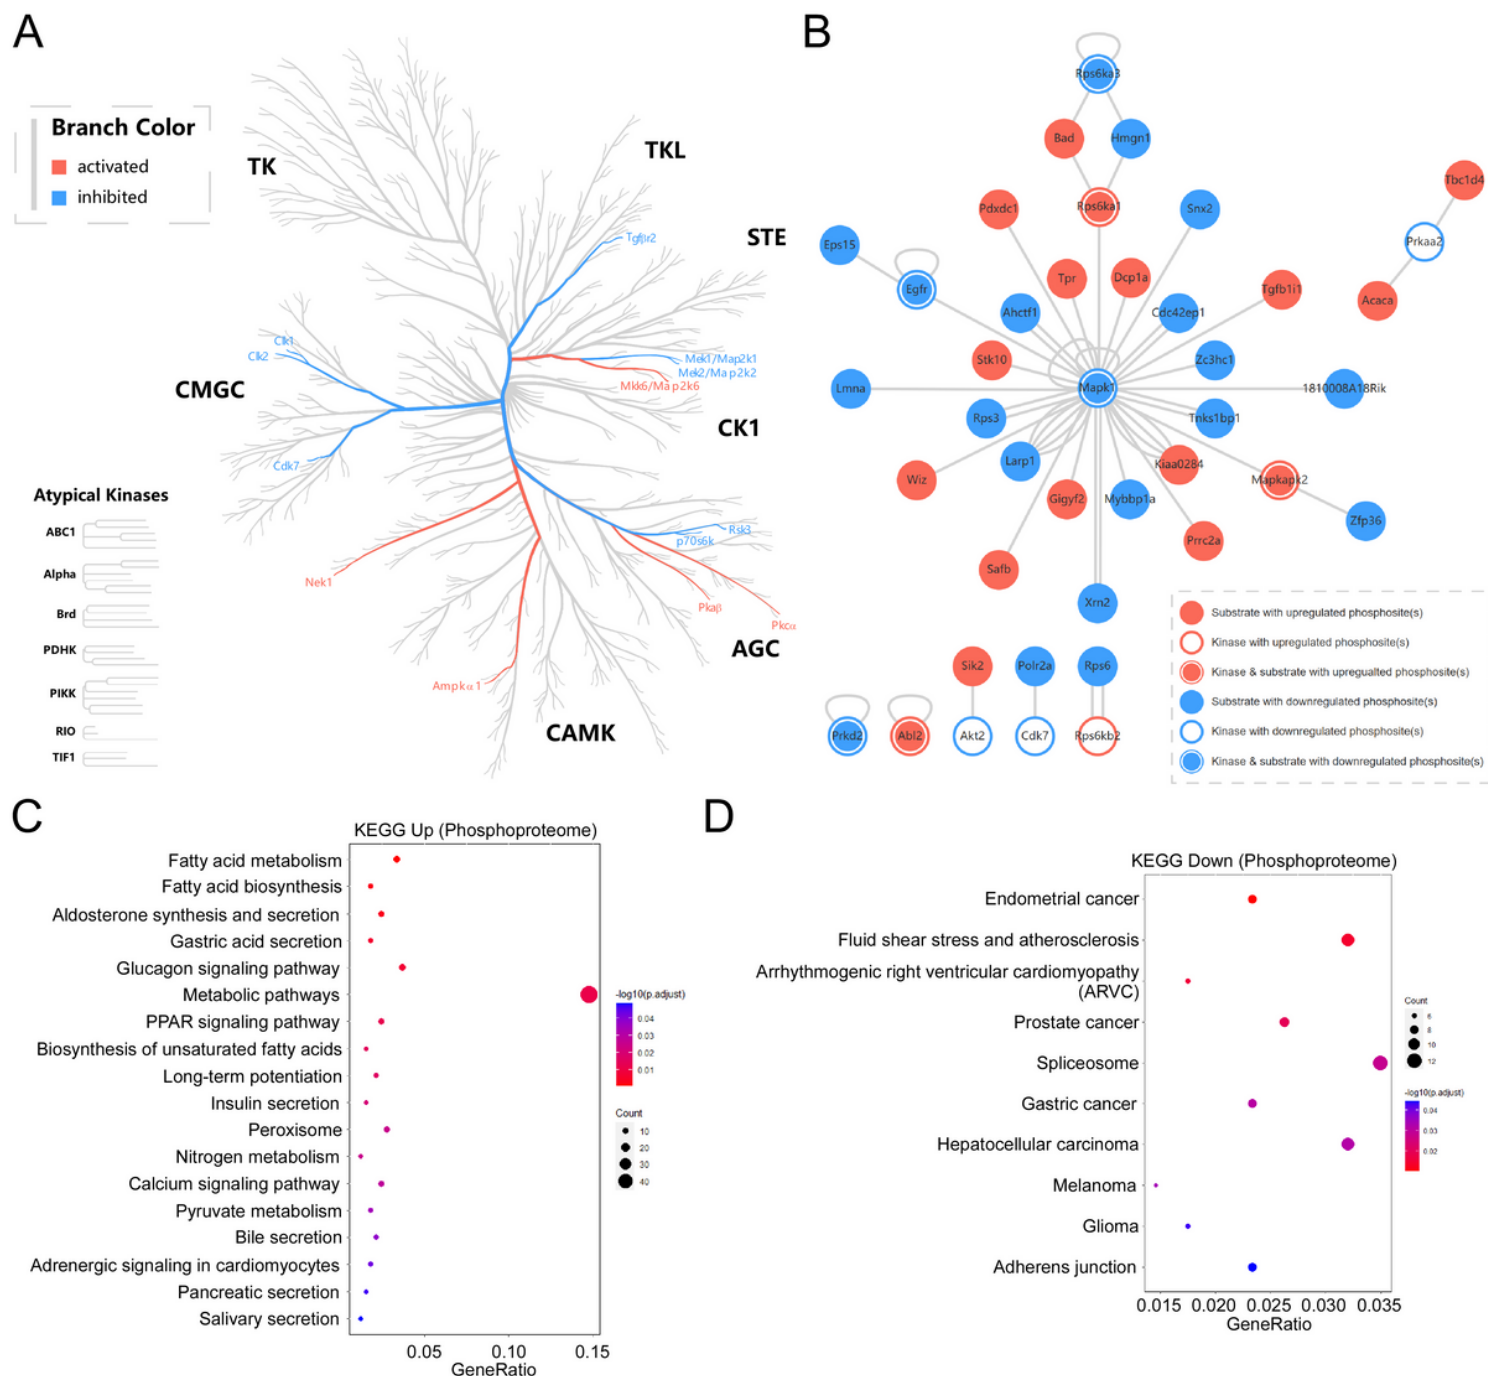 A
Branch Color
activated
inhibited
TK
TKL
STE
CMGC
CK1
AGC
CAMK
Tgfβr2
Clk1
Clk2
Mek1/Map2k1
Mek2/Map2k2
Mkk6/Map2k6
Cdk7
Rsk3
p70s6k
Nek1
Pkaβ
Pkcα
Ampkα1
Atypical Kinases
ABC1
Alpha
Brd
PDHK
PIKK
RIO
TIF1
B
Rps6ka3
Bad
Hmgn1
Tbc1d4
Pdxdc1
Rps6ka1
Snx2
Eps15
Prkaa2
Egfr
Tpr
Dcp1a
Tgfb1i1
Acaca
Ahctf1
Cdc42ep1
Stk10
Zc3hc1
Lmna
Mapk1
1810008A18Rik
Rps3
Tnks1bp1
Larp1
Kiaa0284
Wiz
Mapkapk2
Gigyf2
Mybbp1a
Zfp36
Prrc2a
Safb
Xrn2
Sik2
Polr2a
Rps6
Prkd2
Abl2
Akt2
Cdk7
Rps6kb2
Substrate with upregulated phosphosite(s)
Kinase with upregulated phosphosite(s)
Kinase & substrate with upregualted phosphosite(s)
Substrate with downregulated phosphosite(s)
Kinase with downregulated phosphosite(s)
Kinase & substrate with downregulated phosphosite(s)
C
KEGG Up (Phosphoproteome)
Fatty acid metabolism
Fatty acid biosynthesis
Aldosterone synthesis and secretion
Gastric acid secretion
Glucagon signaling pathway
Metabolic pathways
PPAR signaling pathway
Biosynthesis of unsaturated fatty acids
Long-term potentiation
Insulin secretion
Peroxisome
Nitrogen metabolism
Calcium signaling pathway
Pyruvate metabolism
Bile secretion
Adrenergic signaling in cardiomyocytes
Pancreatic secretion
Salivary secretion
0.05 0.10 0.15
GeneRatio
-log10(p.adjust)
0.04
0.03
0.02
0.01
Count
10
20
30
40
D
KEGG Down (Phosphoproteome)
Endometrial cancer
Fluid shear stress and atherosclerosis
Arrhythmogenic right ventricular cardiomyopathy
(ARVC)
Prostate cancer
Spliceosome
Gastric cancer
Hepatocellular carcinoma
Melanoma
Glioma
Adherens junction
0.015 0.020 0.025 0.030 0.035
GeneRatio
Count
6
8
10
12
-log10(p.adjust)
0.04
0.03
0.02